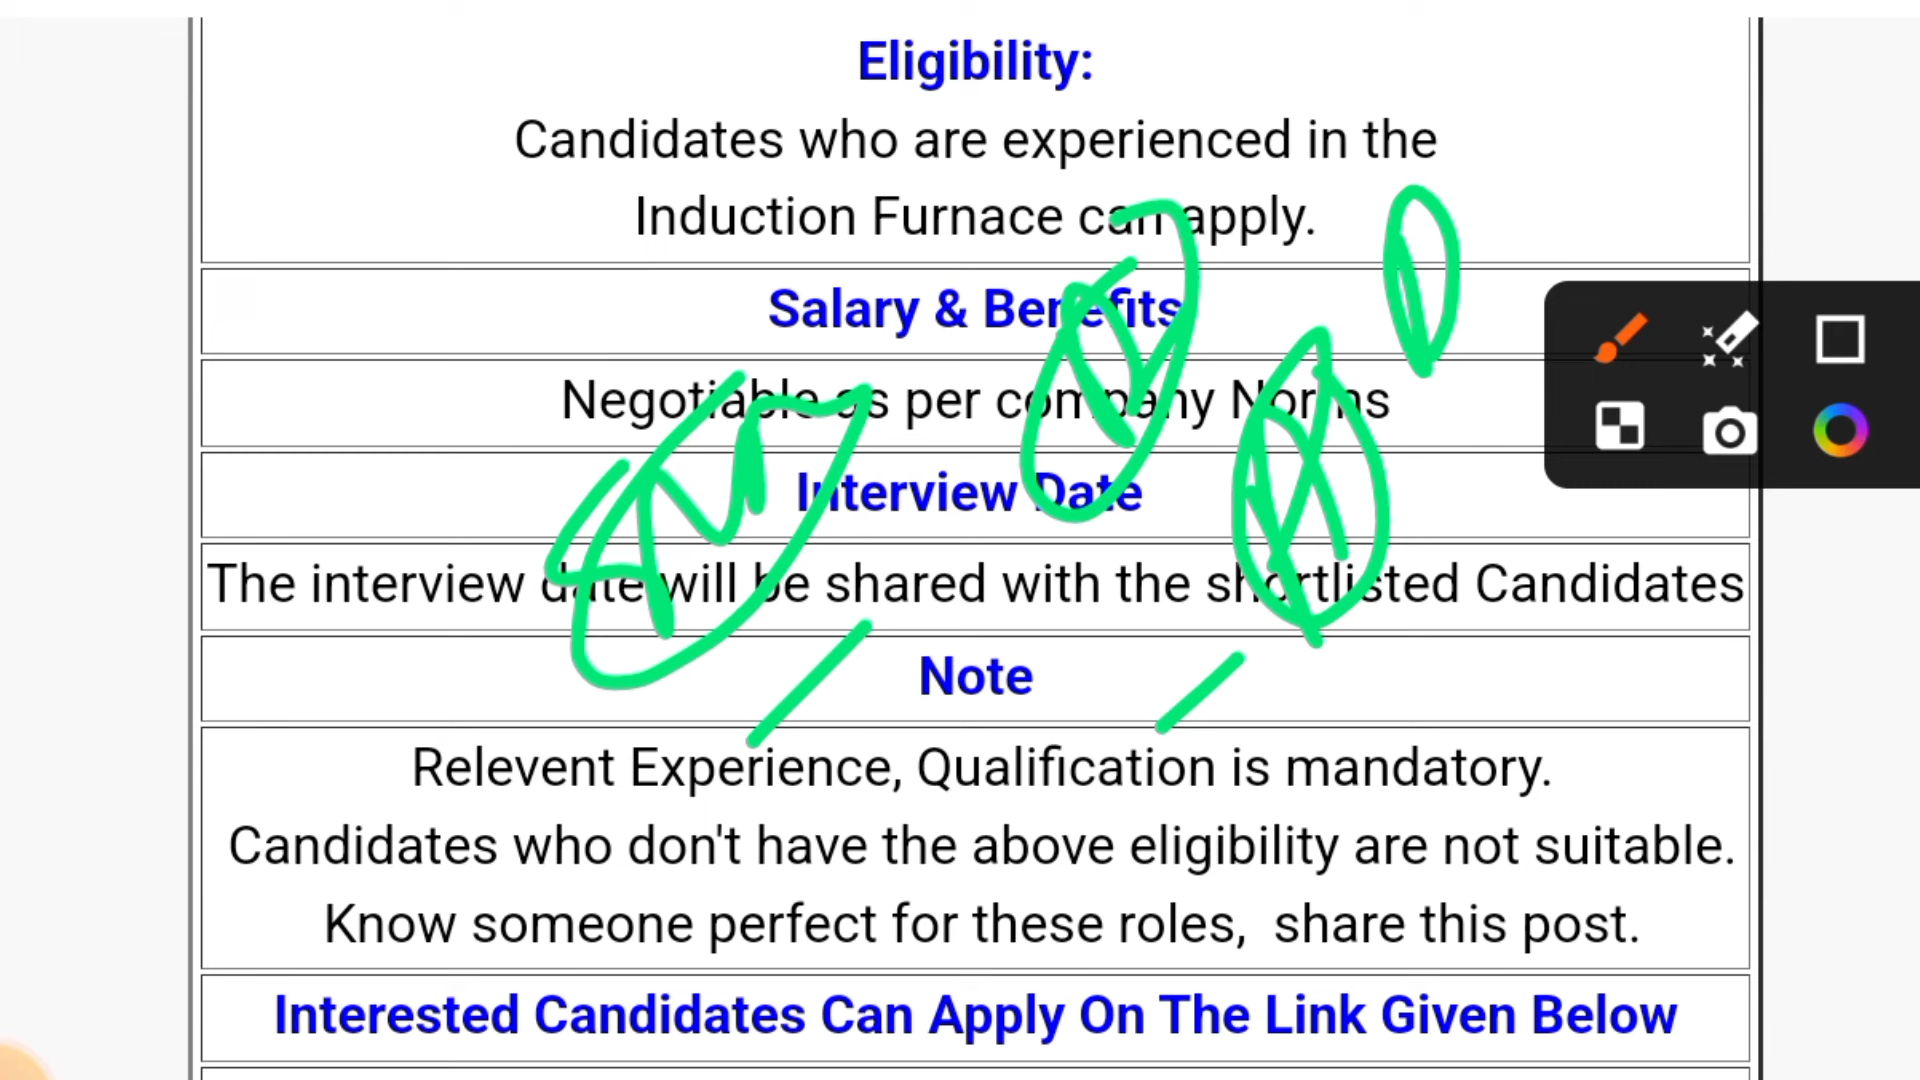 Eligibility:
Candidates who are experienced in the
Induction Furnace can apply.
Salary & Benefits
Negotiable as per company Norms
Interview Date
The interview date will be shared with the shortlisted Candidates
Note
Relevent Experience, Qualification is mandatory.
Candidates who don't have the above eligibility are not suitable.
Know someone perfect for these roles, share this post.
Interested Candidates Can Apply On The Link Given Below